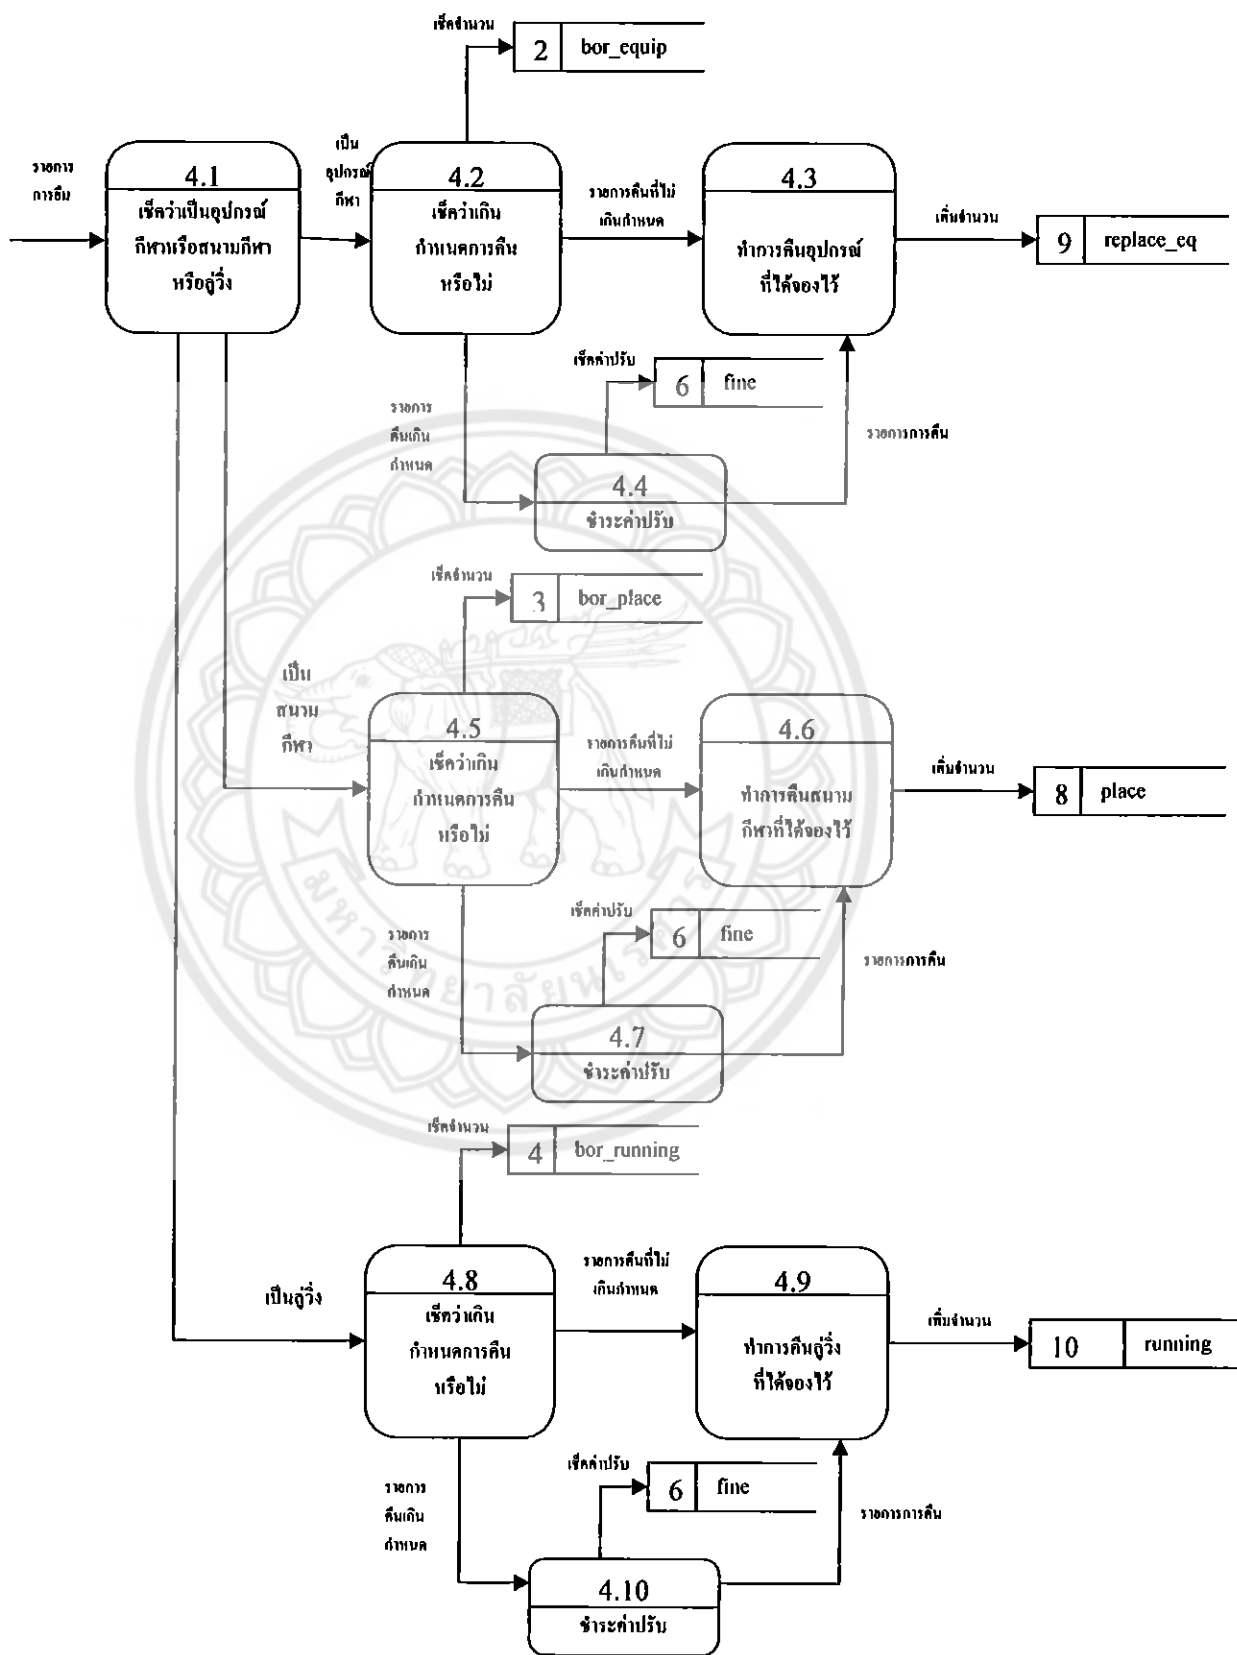 เช็คจำนวน
2 bor_equip
รายการ
การยืม
4.1
เช็คว่าเป็นอุปกรณ์
กีฬาหรือสนามกีฬา
หรือลู่วิ่ง
เป็น
อุปกรณ์
กีฬา
4.2
เช็คว่าเกิน
กำหนดการคืน
หรือไม่
รายการคืนที่ไม่
เกินกำหนด
4.3
ทำการคืนอุปกรณ์
ที่ได้จองไว้
เพิ่มจำนวน
9 replace_eq
เช็คค่าปรับ
6 fine
รายการ
คืนเกิน
กำหนด
4.4
ชำระค่าปรับ
รายการการคืน
เช็คจำนวน
3 bor_place
เป็น
สนาม
กีฬา
4.5
เช็คว่าเกิน
กำหนดการคืน
หรือไม่
รายการคืนที่ไม่
เกินกำหนด
4.6
ทำการคืนสนาม
กีฬาที่ได้จองไว้
เพิ่มจำนวน
8 place
เช็คค่าปรับ
6 fine
รายการ
คืนเกิน
กำหนด
4.7
ชำระค่าปรับ
รายการการคืน
มหาวิทยาลัยนเรศวร
เช็คจำนวน
4 bor_running
เป็นลู่วิ่ง
4.8
เช็คว่าเกิน
กำหนดการคืน
หรือไม่
รายการคืนที่ไม่
เกินกำหนด
4.9
ทำการคืนลู่วิ่ง
ที่ได้จองไว้
เพิ่มจำนวน
10 running
เช็คค่าปรับ
6 fine
รายการ
คืนเกิน
กำหนด
4.10
ชำระค่าปรับ
รายการการคืน